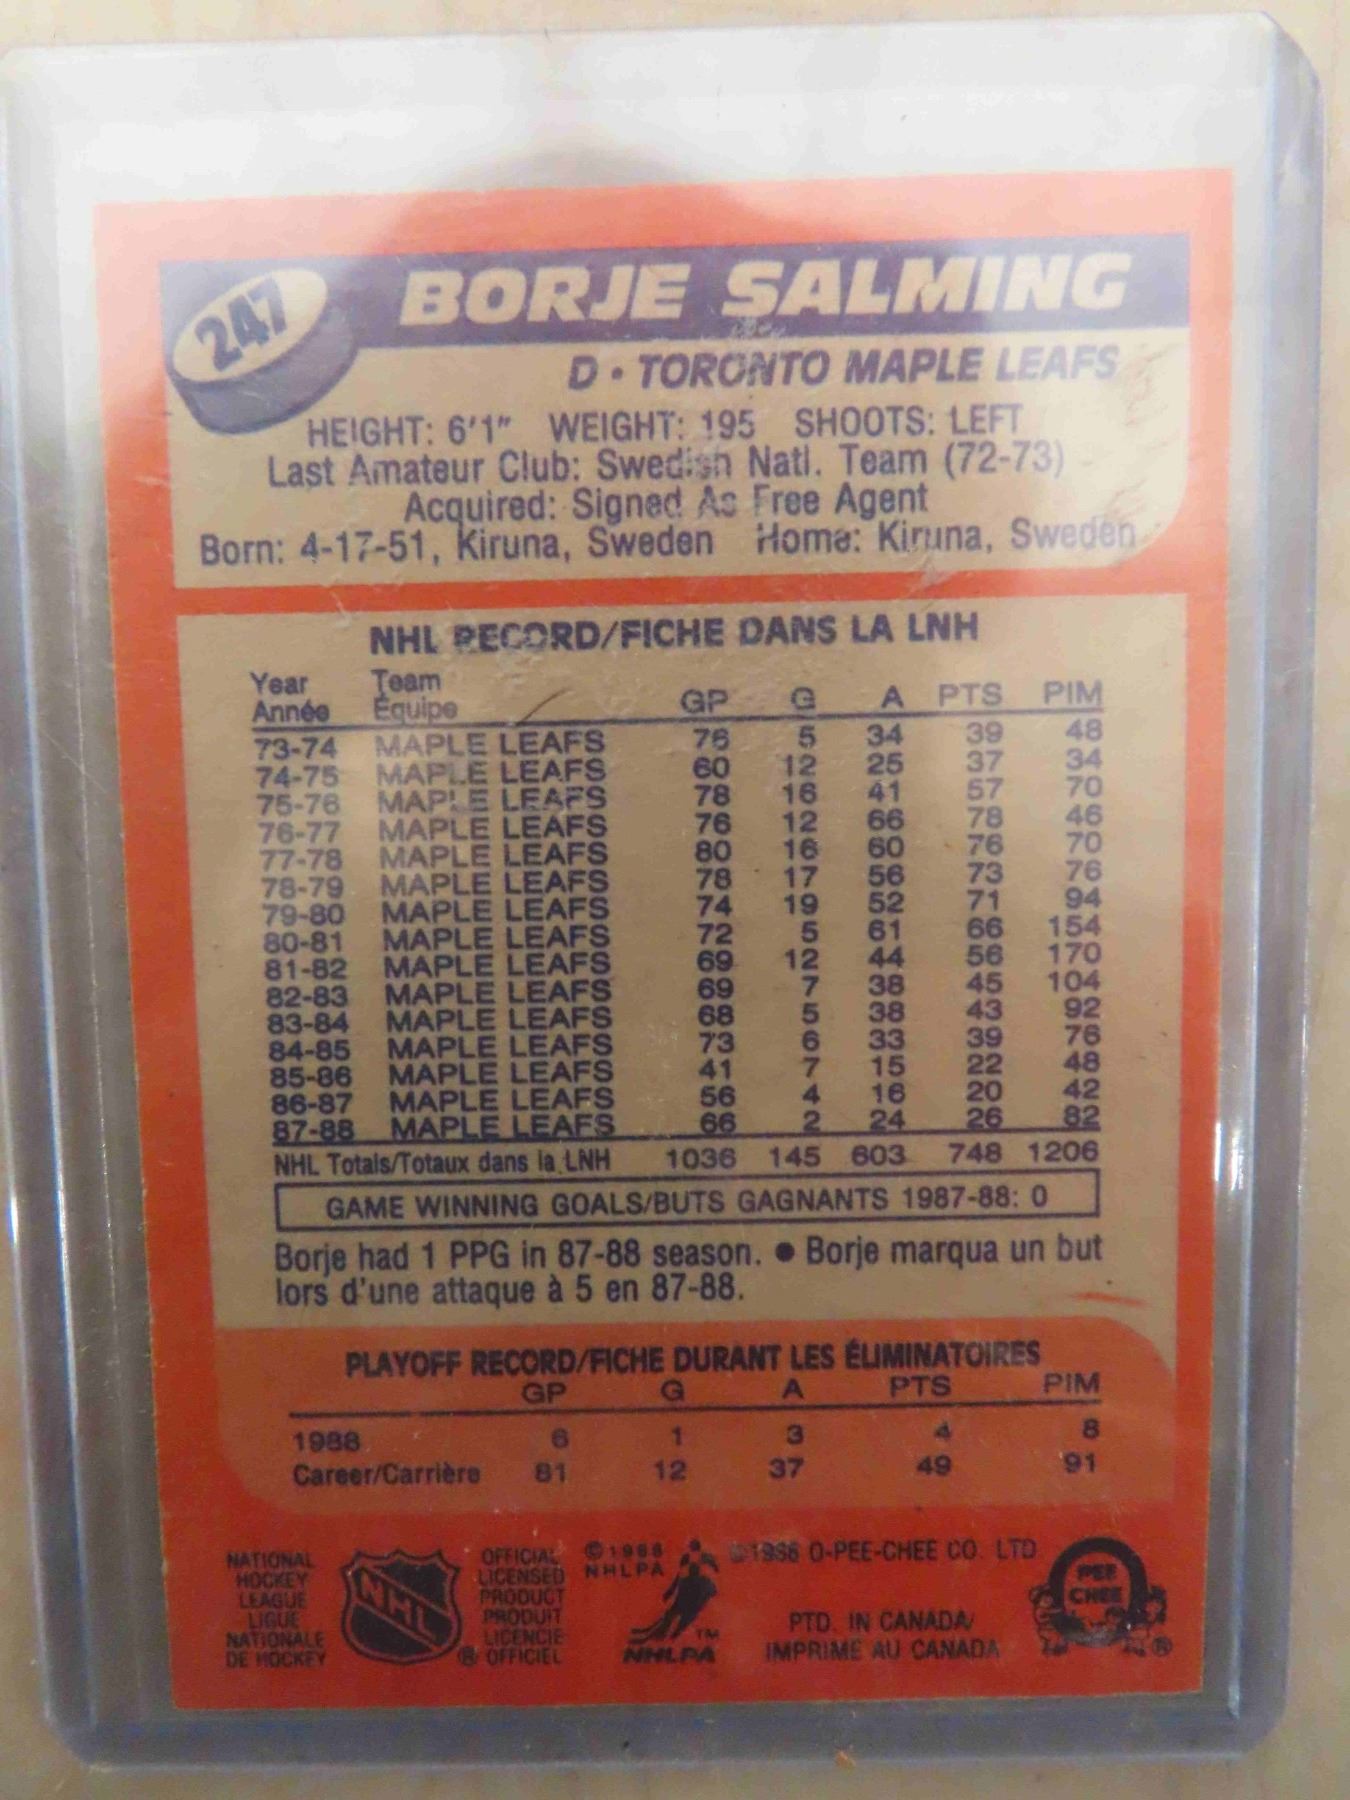 247
BORJE SALMING
D • TORONTO MAPLE LEAFS
HEIGHT: 6'1" WEIGHT: 195 SHOOTS: LEFT
Last Amateur Club: Swedish Natl. Team (72-73)
Acquired: Signed As Free Agent
Born: 4-17-51, Kiruna, Sweden Home: Kiruna, Sweden
NHL RECORD/FICHE DANS LA LNH
Year Team
Année Équipe GP G A PTS PIM
73-74 MAPLE LEAFS 76 5 34 39 48
74-75 MAPLE LEAFS 60 12 25 37 34
75-76 MAPLE LEAFS 78 16 41 57 70
76-77 MAPLE LEAFS 76 12 66 78 46
77-78 MAPLE LEAFS 80 16 60 76 70
78-79 MAPLE LEAFS 78 17 56 73 76
79-80 MAPLE LEAFS 74 19 52 71 94
80-81 MAPLE LEAFS 72 5 61 66 154
81-82 MAPLE LEAFS 69 12 44 56 170
82-83 MAPLE LEAFS 69 7 38 45 104
83-84 MAPLE LEAFS 68 5 38 43 92
84-85 MAPLE LEAFS 73 6 33 39 76
85-86 MAPLE LEAFS 41 7 15 22 48
86-87 MAPLE LEAFS 56 4 16 20 42
87-88 MAPLE LEAFS 66 2 24 26 82
NHL Totals/Totaux dans la LNH 1036 145 603 748 1206
GAME WINNING GOALS/BUTS GAGNANTS 1987-88: 0
Borje had 1 PPG in 87-88 season. • Borje marqua un but
lors d'une attaque à 5 en 87-88.
PLAYOFF RECORD/FICHE DURANT LES ÉLIMINATOIRES
GP G A PTS PIM
1988 6 1 3 4 8
Career/Carrière 81 12 37 49 91
NATIONAL
HOCKEY
LEAGUE
LIGUE
NATIONALE
DE HOCKEY
NHL
OFFICIAL
LICENSED
PRODUCT
PRODUIT
LICENCIE
® OFFICIEL
©1988
NHLPA
TM
NHLPA
©1988 O-PEE-CHEE CO. LTD
PTD. IN CANADA/
IMPRIME AU CANADA
PEE
CHEE
®